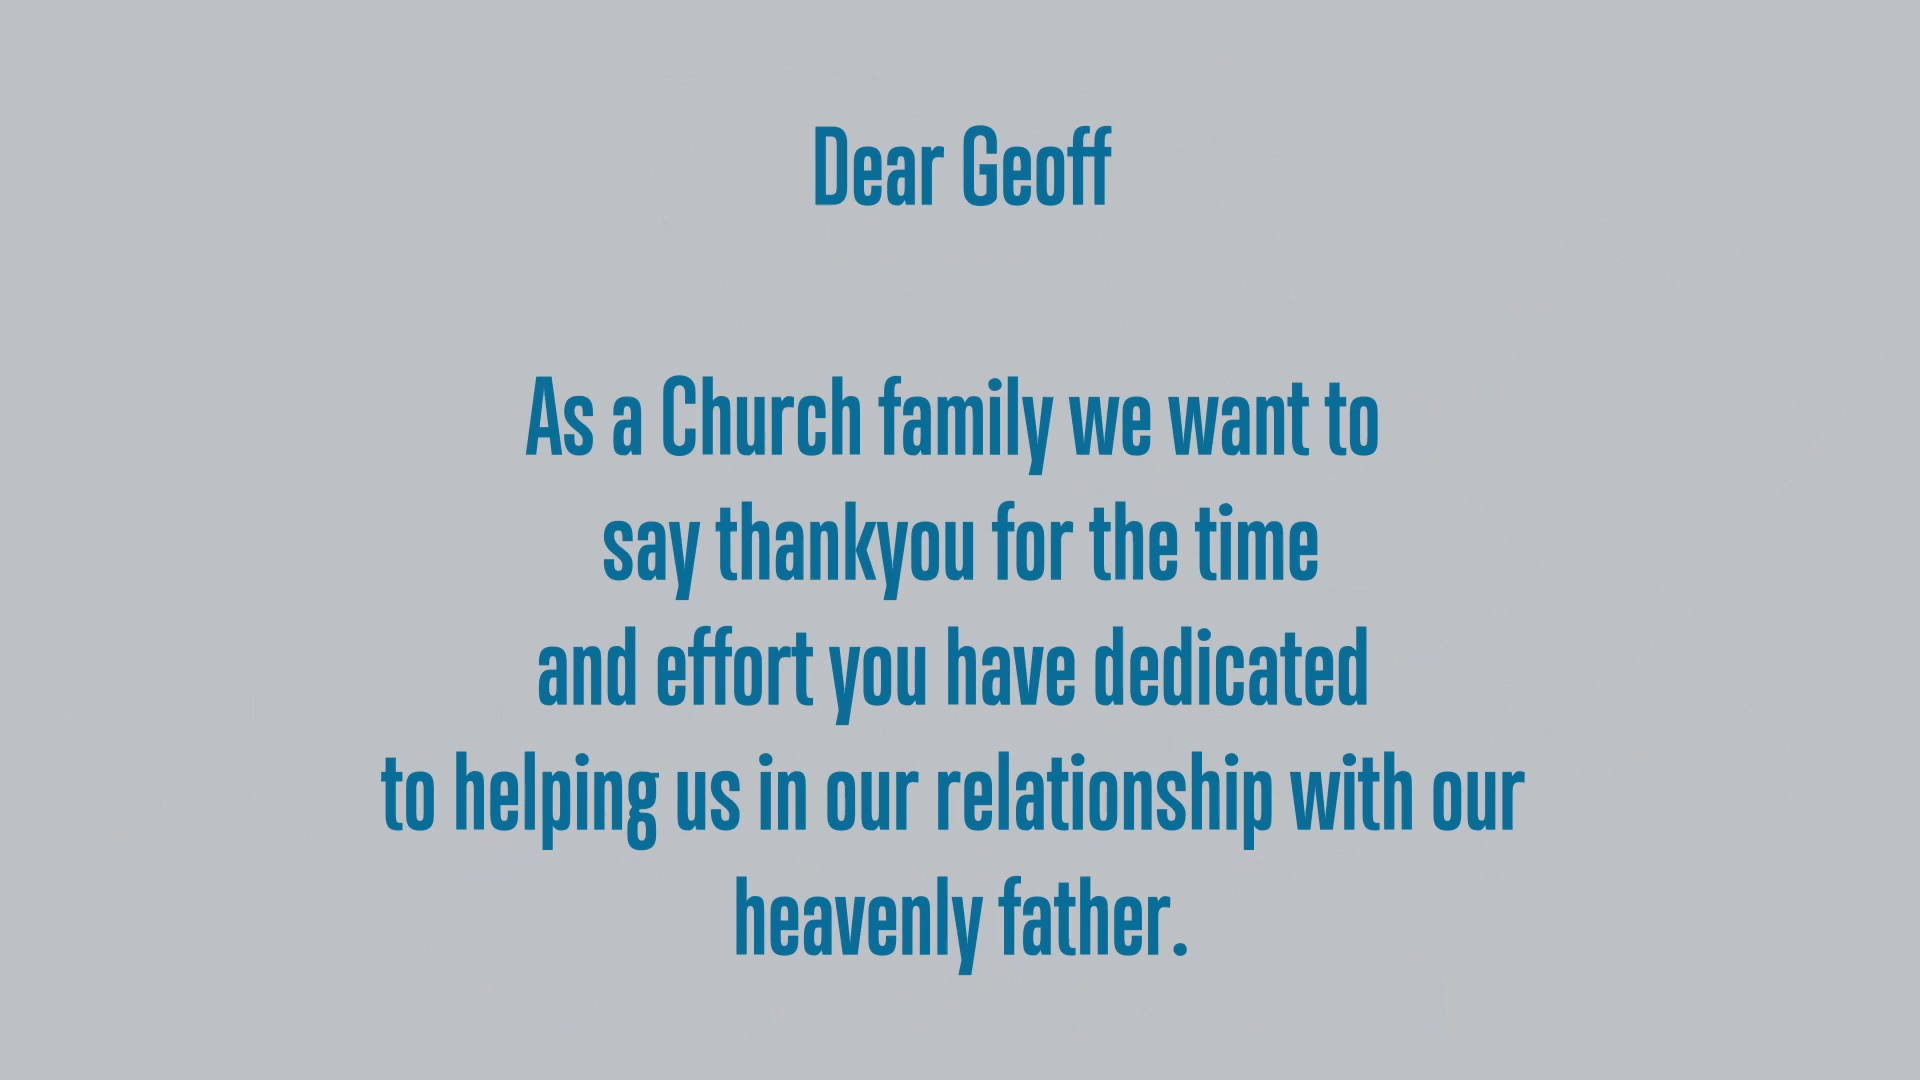 Dear Geoff
As a Church family we want to
say thankyou for the time
and effort you have dedicated
to helping us in our relationship with our
heavenly father.